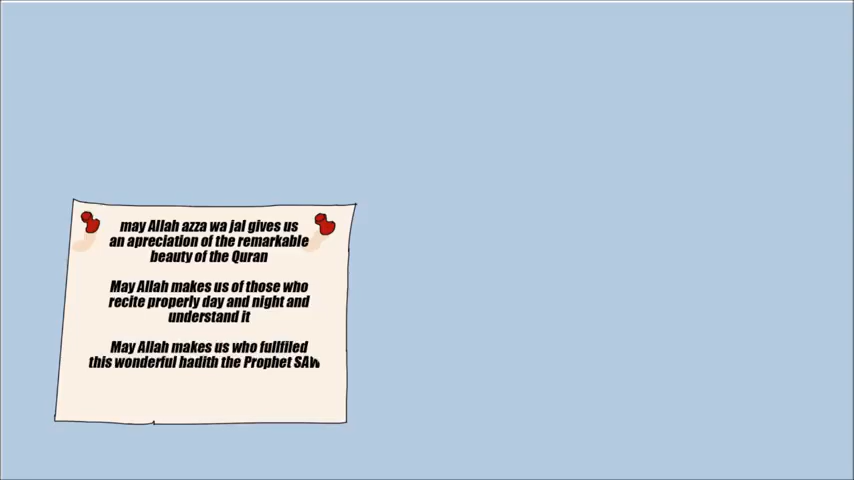 may Allah azza wa jal gives us
an apreciation of the remarkable
beauty of the Quran
May Allah makes us of those who
recite properly day and night and
understand it
May Allah makes us who fullfiled
this wonderful hadith the Prophet SAW